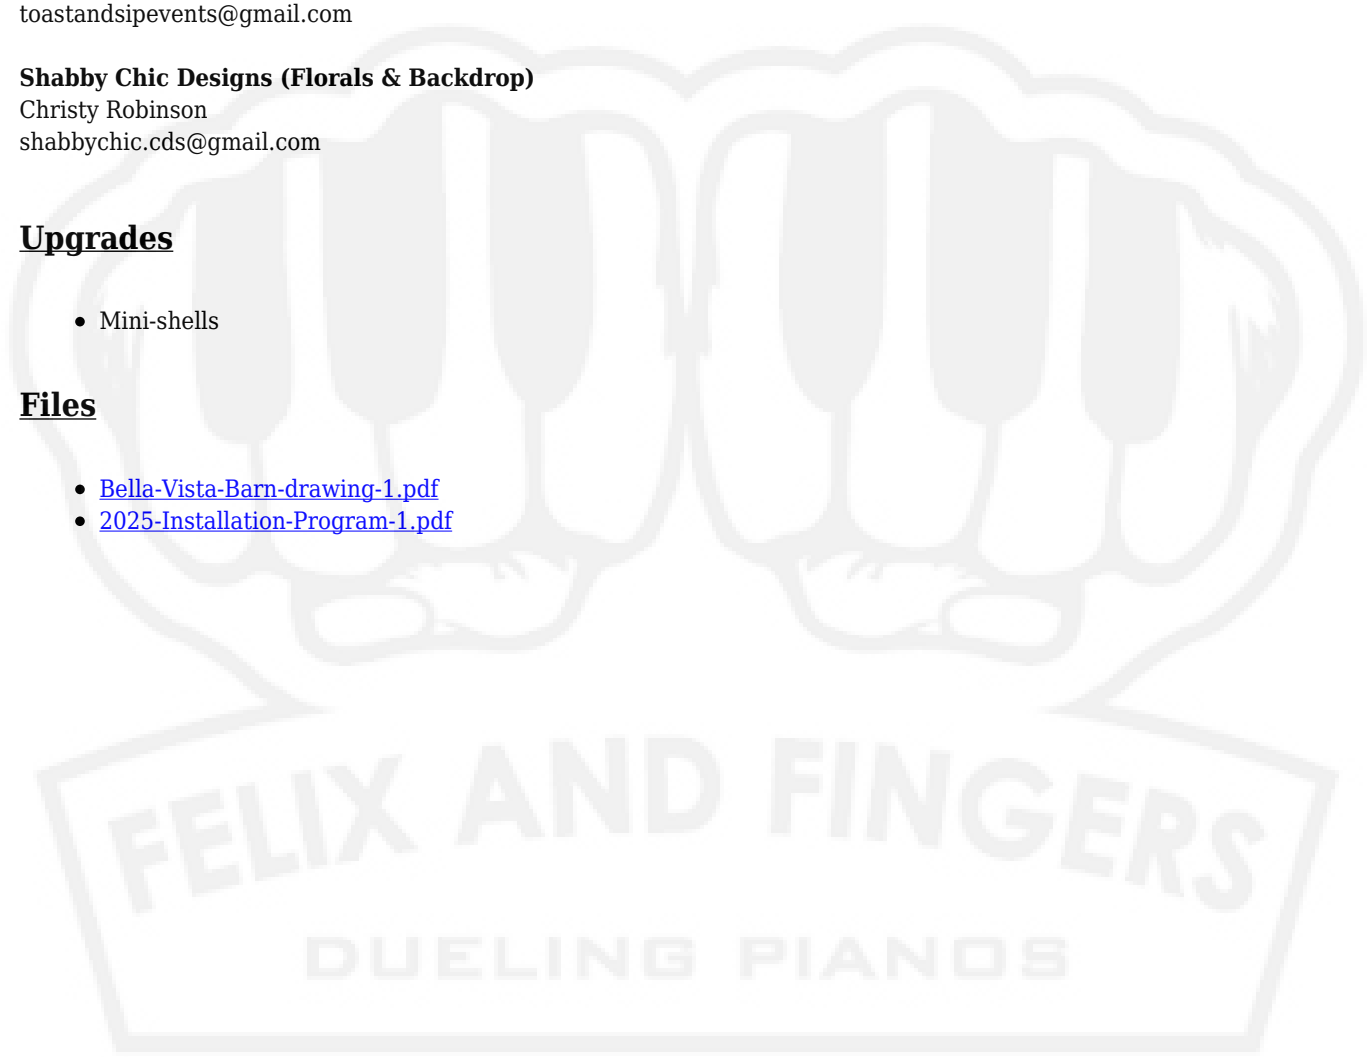 toastandsipevents@gmail.com
Shabby Chic Designs (Florals & Backdrop)
Christy Robinson
shabbychic.cds@gmail.com
Upgrades
Mini-shells
Files
Bella-Vista-Barn-drawing-1.pdf
2025-Installation-Program-1.pdf
FELIX AND FINGERS
DUELING PIANOS